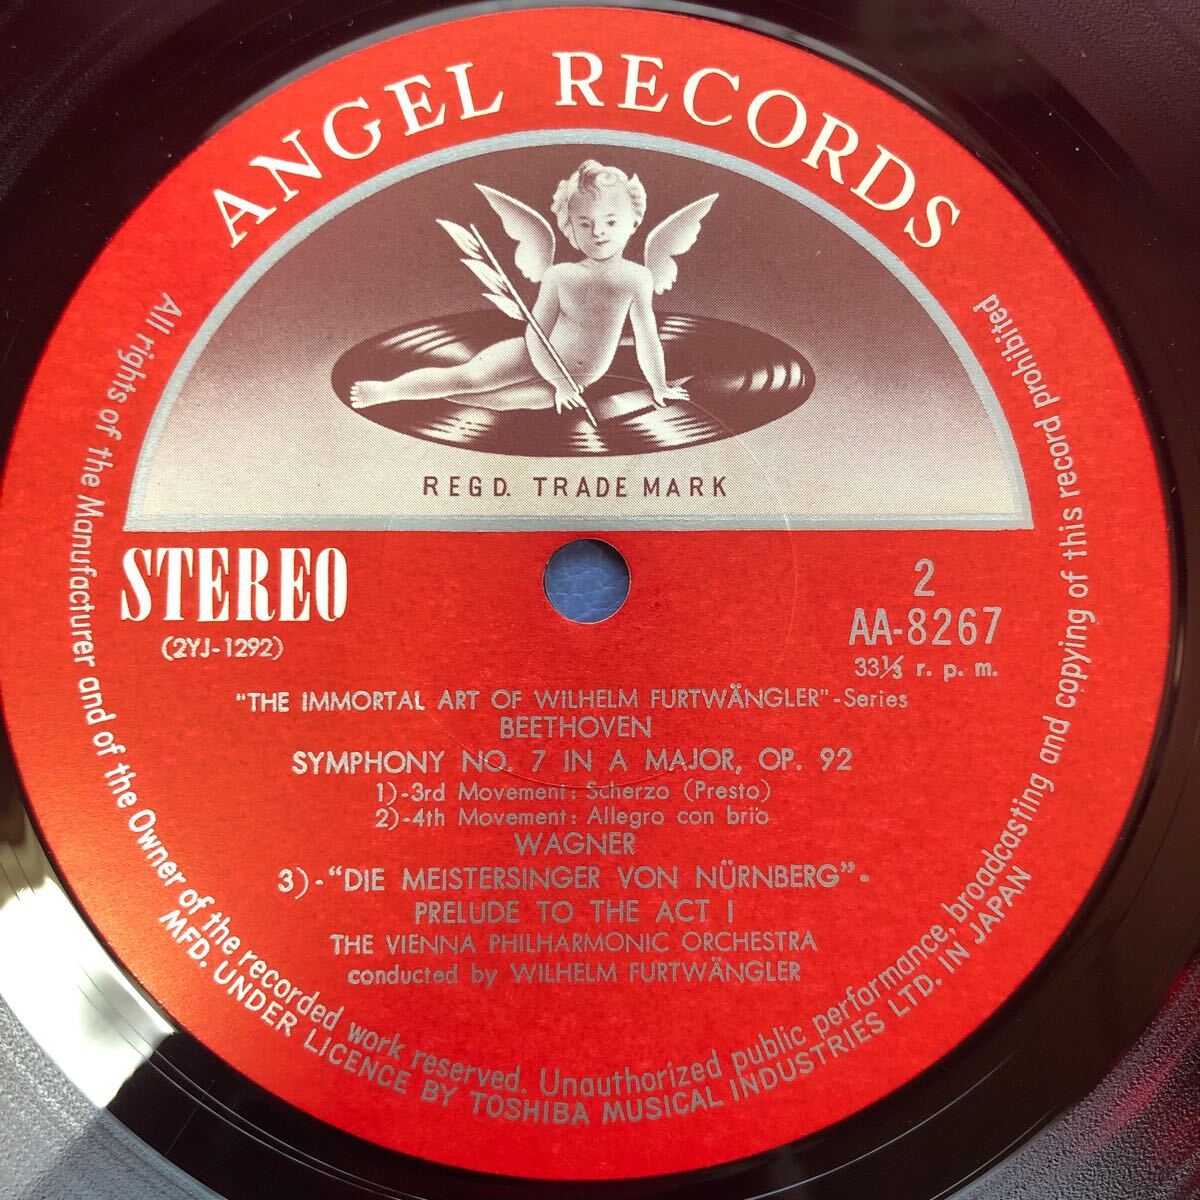 ANGEL RECORDS
REGD. TRADE MARK
STEREO
(2YJ-1292)
2
AA-8267
33⅓ r. p. m.
"THE IMMORTAL ART OF WILHELM FURTWÄNGLER"-Series
BEETHOVEN
SYMPHONY NO. 7 IN A MAJOR, OP. 92
1)-3rd Movement: Scherzo (Presto)
2)-4th Movement: Allegro con brio
WAGNER
3)-"DIE MEISTERSINGER VON NÜRNBERG"-
PRELUDE TO THE ACT I
THE VIENNA PHILHARMONIC ORCHESTRA
conducted by WILHELM FURTWÄNGLER
All rights of the Manufacturer and of the Owner of the recorded work reserved. Unauthorized public performance, broadcasting and copying of this record prohibited
MFD. UNDER LICENCE BY TOSHIBA MUSICAL INDUSTRIES LTD. IN JAPAN